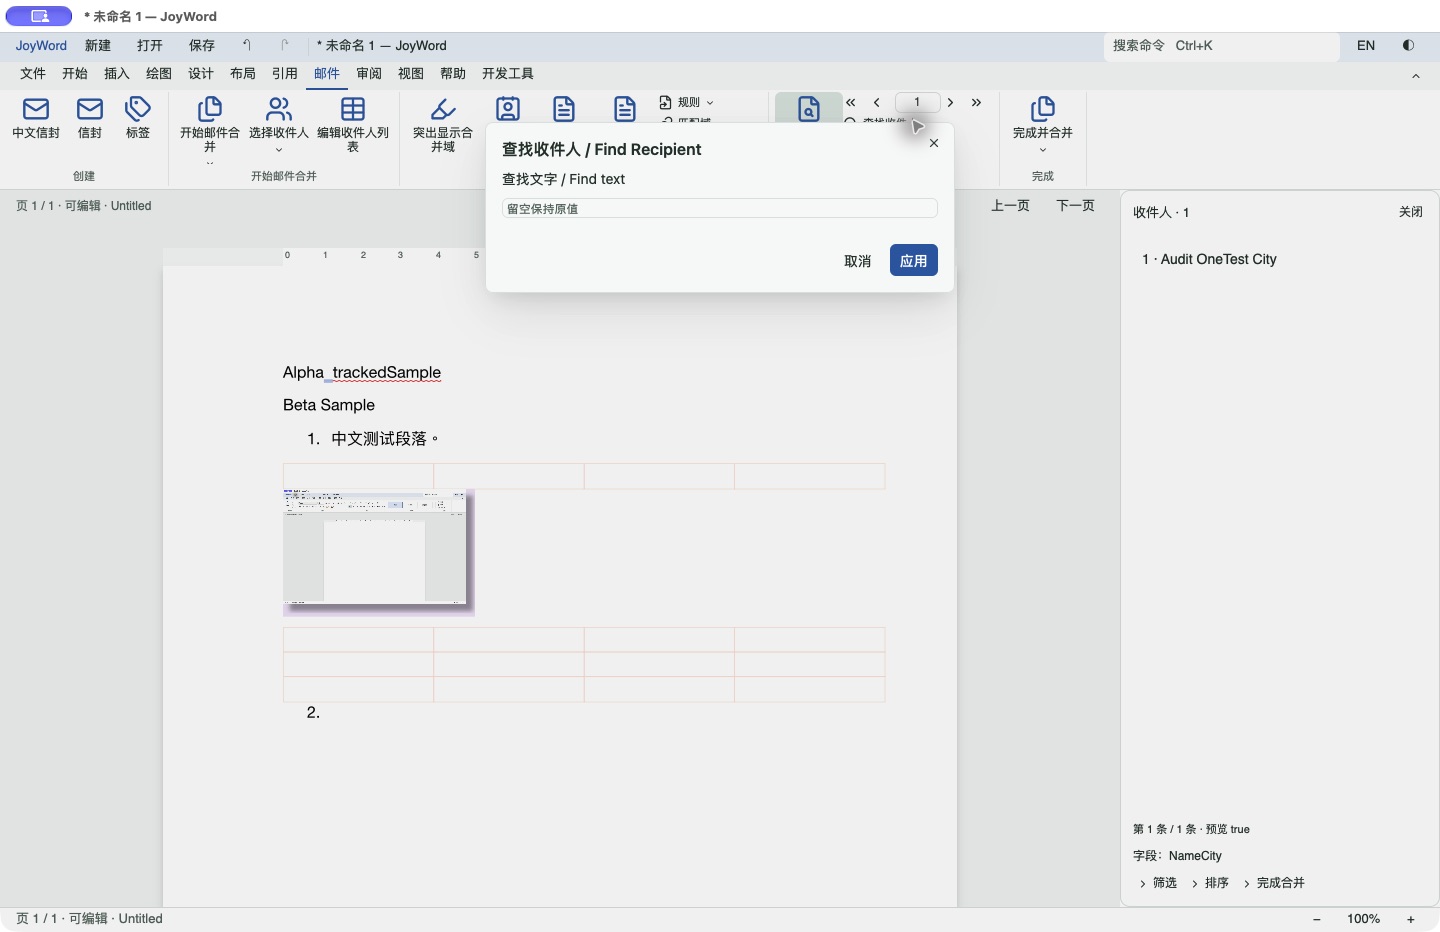 * 未命名 1 — JoyWord
JoyWord 新建 打开 保存 * 未命名 1 — JoyWord 搜索命令 Ctrl+K EN
文件 开始 插入 绘图 设计 布局 引用 邮件 审阅 视图 帮助 开发工具
规则
1
中文信封 信封 标签
开始邮件合并 选择收件人 编辑收件人列表
突出显示合并域
完成并合并
创建 开始邮件合并 完成
查找收件人 / Find Recipient
查找文字 / Find text
留空保持原值
取消 应用
页 1 / 1 · 可编辑 · Untitled
上一页 下一页
收件人 · 1 关闭
1 · Audit OneTest City
0 1 2 3 4 5
Alpha_trackedSample
Beta Sample
1. 中文测试段落。
2.
第 1 条 / 1 条 · 预览 true
字段：NameCity
筛选 排序 完成合并
页 1 / 1 · 可编辑 · Untitled
− 100% +